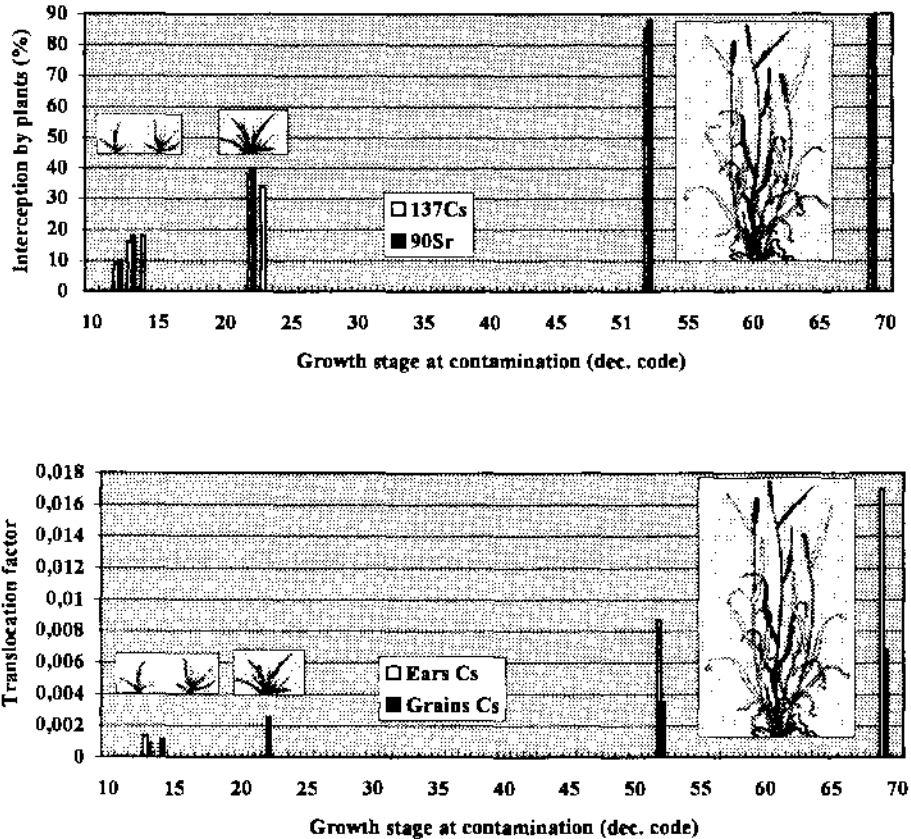 Interception by plants (%)
90
80
70
60
50
40
30
20
10
0
137Cs
90Sr
10 15 20 25 30 35 40 45 51 55 60 65 70
Growth stage at contamination (dec. code)
Translocation factor
0,018
0,016
0,014
0,012
0,01
0,008
0,006
0,004
0,002
0
Ears Cs
Grains Cs
10 15 20 25 30 35 40 45 50 55 60 65 70
Growth stage at contamination (dec. code)